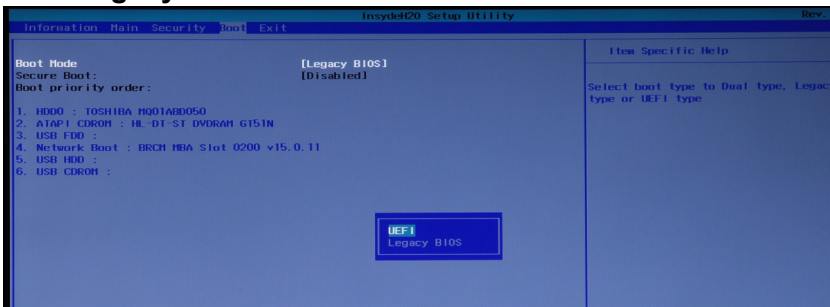 InsydeH20 Setup Utility
Rev.
Information Main Security Boot Exit
Boot Mode [Legacy BIOS]
Secure Boot: [Disabled]
Boot priority order:
1. HDD0 : TOSHIBA MQ01ABD050
2. ATAPI CDROM : HL-DT-ST DVDRAM GT51N
3. USB FDD :
4. Network Boot : BRCM MBA Slot 0200 v15.0.11
5. USB HDD :
6. USB CDROM :
UEFI
Legacy BIOS
Item Specific Help
Select boot type to Dual type, Legac
type or UEFI type